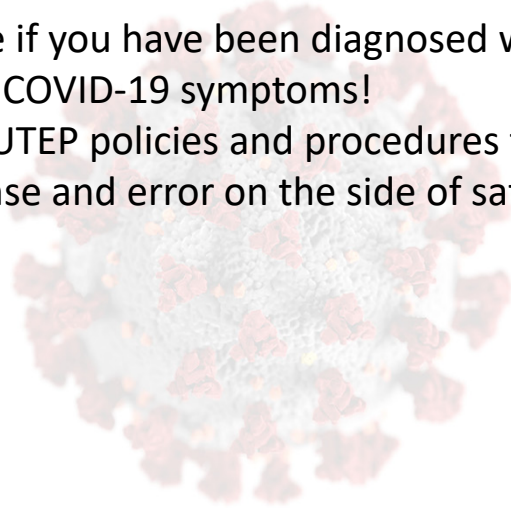 e if you have been diagnosed w
COVID-19 symptoms!
UTEP policies and procedures
se and error on the side of sa